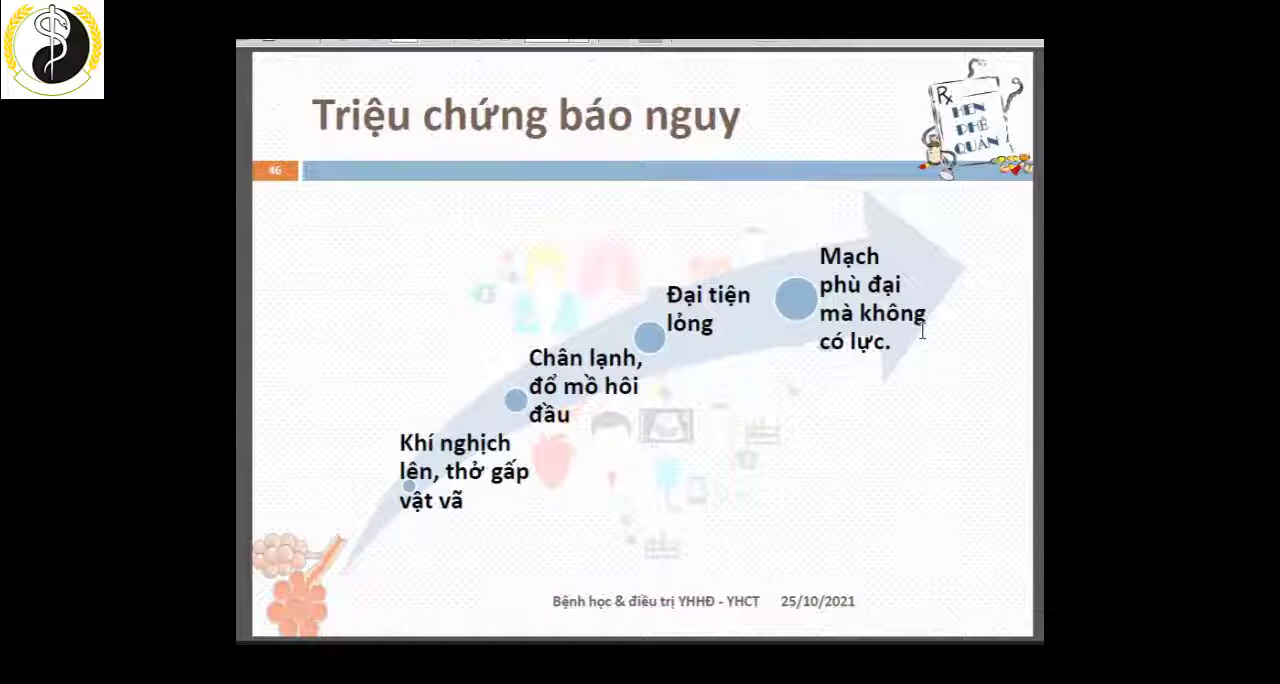 Triệu chứng báo nguy
Rx
HEN
PHẾ
QUẢN
46
Mạch
phù đại
mà không
có lực.
Đại tiện
lỏng
Chân lạnh,
đổ mồ hôi
đầu
Khí nghịch
lên, thở gấp
vật vã
Bệnh học & điều trị YHHĐ - YHCT 25/10/2021